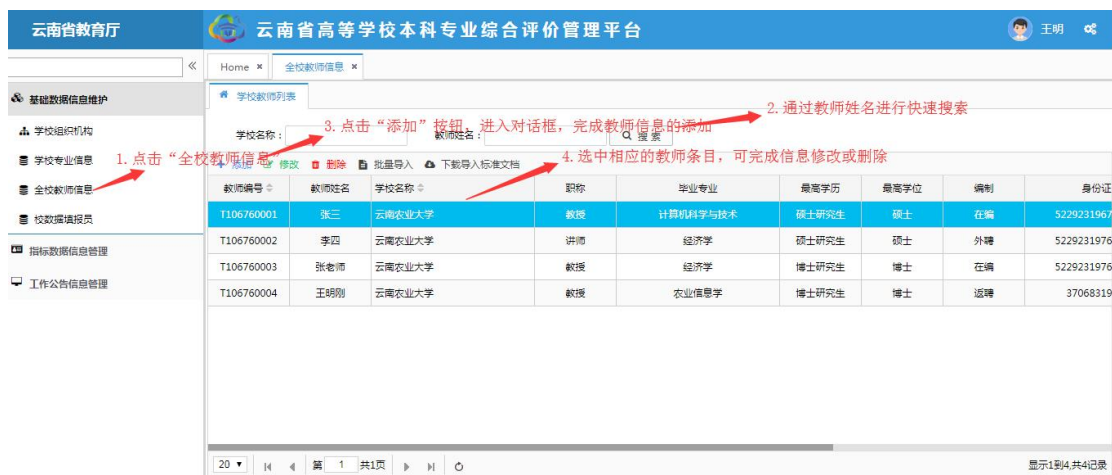 云南省教育厅
云南省高等学校本科专业综合评价管理平台
王明
Home × 全校教师信息 ×
基础数据信息维护
学校组织机构
学校专业信息
全校教师信息
校数据填报员
指标数据信息管理
工作公告信息管理
学校教师列表
2.通过教师姓名进行快速搜索
学校名称： 教师姓名： 搜索
3.点击“添加”按钮，进入对话框，完成教师信息的添加
1.点击“全校教师信息”
4.选中相应的教师条目，可完成信息修改或删除
添加 修改 删除 批量导入 下载导入标准文档
教师编号 教师姓名 学校名称 职称 毕业专业 最高学历 最高学位 编制 身份证
T106760001 张三 云南农业大学 教授 计算机科学与技术 硕士研究生 硕士 在编 5229231967
T106760002 李四 云南农业大学 讲师 经济学 硕士研究生 硕士 外聘 5229231976
T106760003 张老师 云南农业大学 教授 经济学 博士研究生 博士 在编 5229231976
T106760004 王明刚 云南农业大学 教授 农业信息学 博士研究生 博士 返聘 37068319
20 第 1 共1页 显示1到4,共4记录